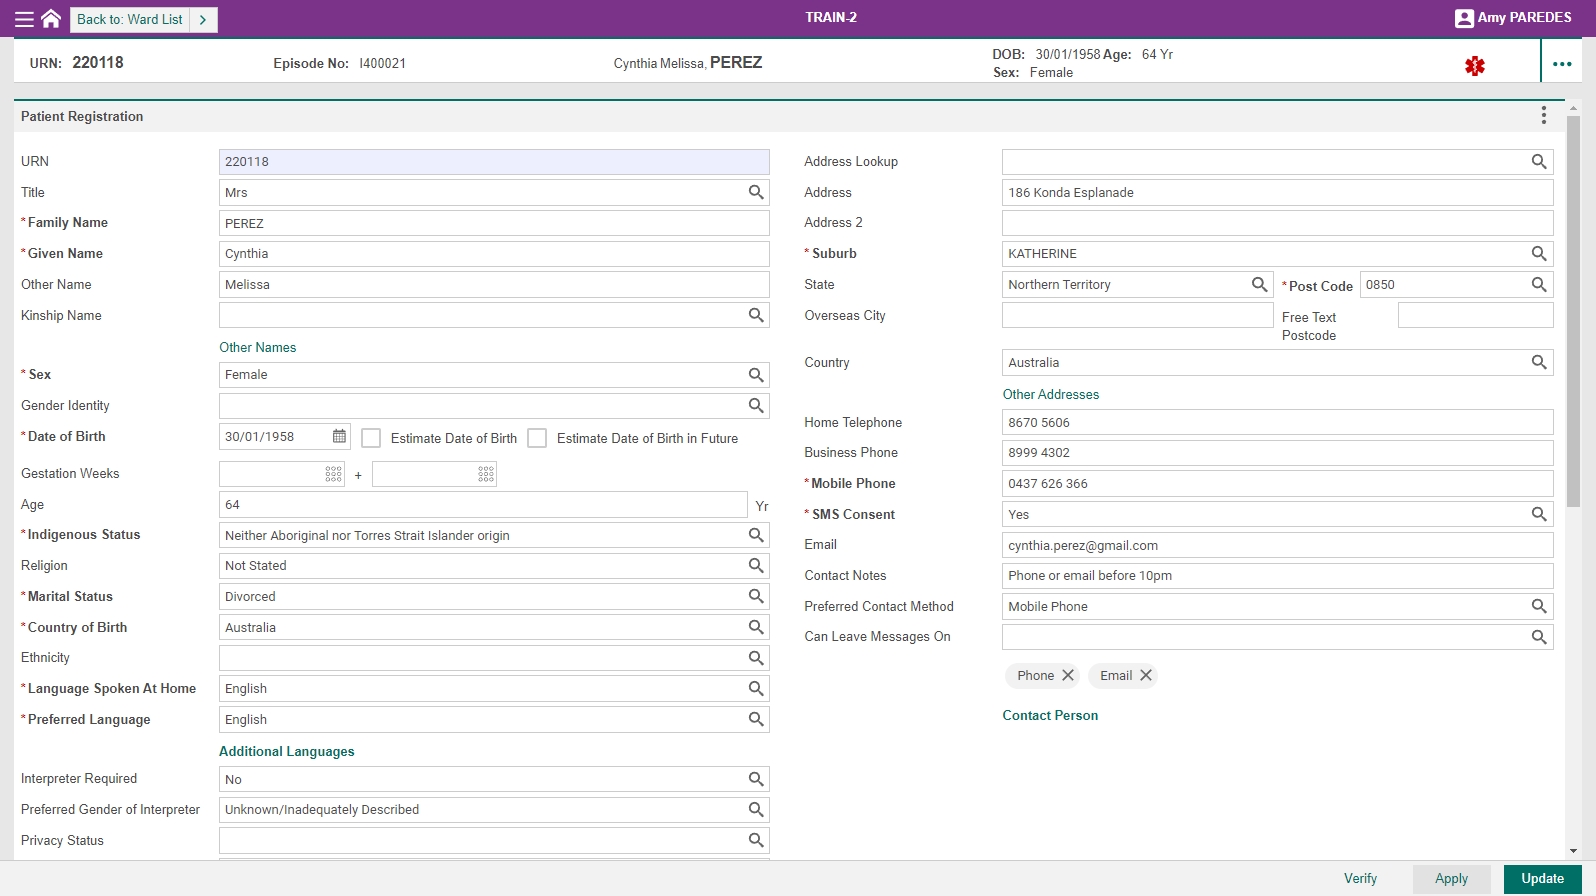 Back to: Ward List
TRAIN-2
Amy PAREDES
URN: 220118
Episode No: I400021
Cynthia Melissa, PEREZ
DOB: 30/01/1958 Age: 64 Yr
Sex: Female
Patient Registration
URN 220118
Title Mrs
*Family Name PEREZ
*Given Name Cynthia
Other Name Melissa
Kinship Name
Other Names
*Sex Female
Gender Identity
*Date of Birth 30/01/1958 Estimate Date of Birth Estimate Date of Birth in Future
Gestation Weeks +
Age 64 Yr
*Indigenous Status Neither Aboriginal nor Torres Strait Islander origin
Religion Not Stated
*Marital Status Divorced
*Country of Birth Australia
Ethnicity
*Language Spoken At Home English
*Preferred Language English
Additional Languages
Interpreter Required No
Preferred Gender of Interpreter Unknown/Inadequately Described
Privacy Status
Address Lookup
Address 186 Konda Esplanade
Address 2
*Suburb KATHERINE
State Northern Territory *Post Code 0850
Overseas City Free Text
Postcode
Country Australia
Other Addresses
Home Telephone 8670 5606
Business Phone 8999 4302
*Mobile Phone 0437 626 366
*SMS Consent Yes
Email cynthia.perez@gmail.com
Contact Notes Phone or email before 10pm
Preferred Contact Method Mobile Phone
Can Leave Messages On
Phone Email
Contact Person
Verify Apply Update